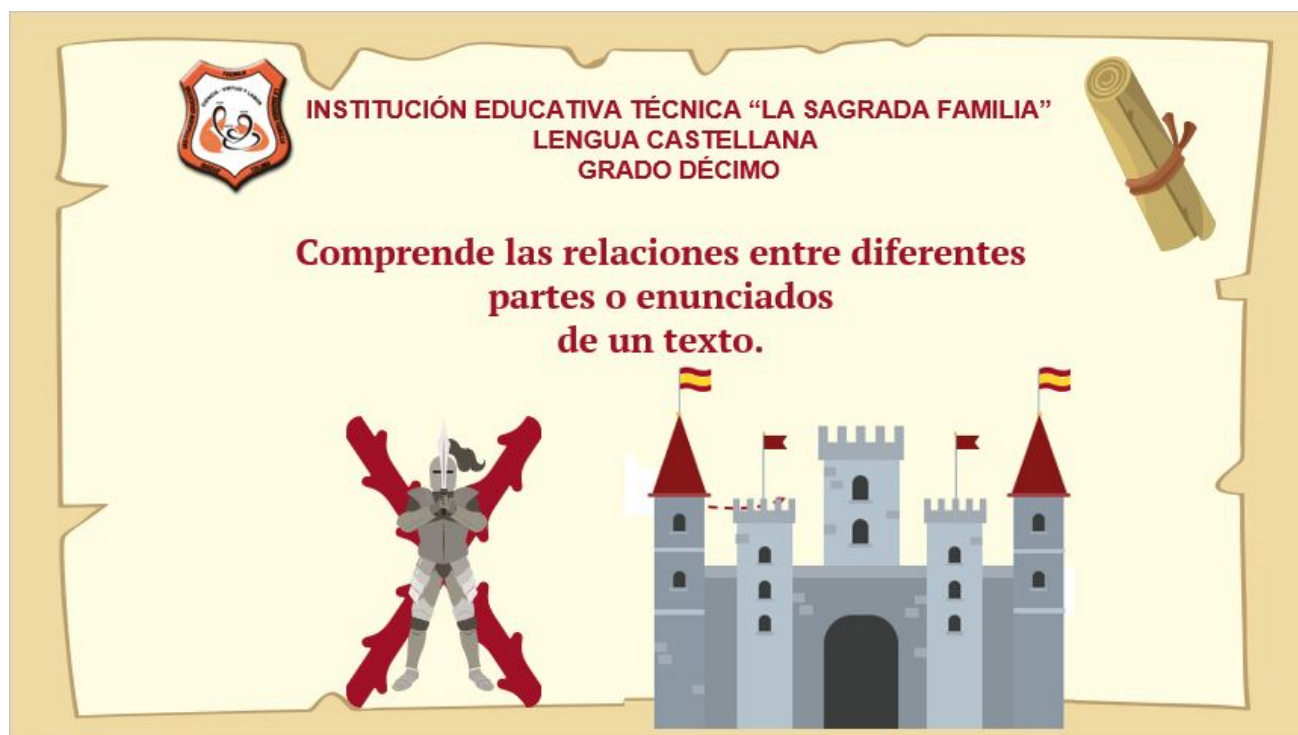 INSTITUCIÓN EDUCATIVA TÉCNICA “LA SAGRADA FAMILIA”
LENGUA CASTELLANA
GRADO DÉCIMO
Comprende las relaciones entre diferentes
partes o enunciados
de un texto.